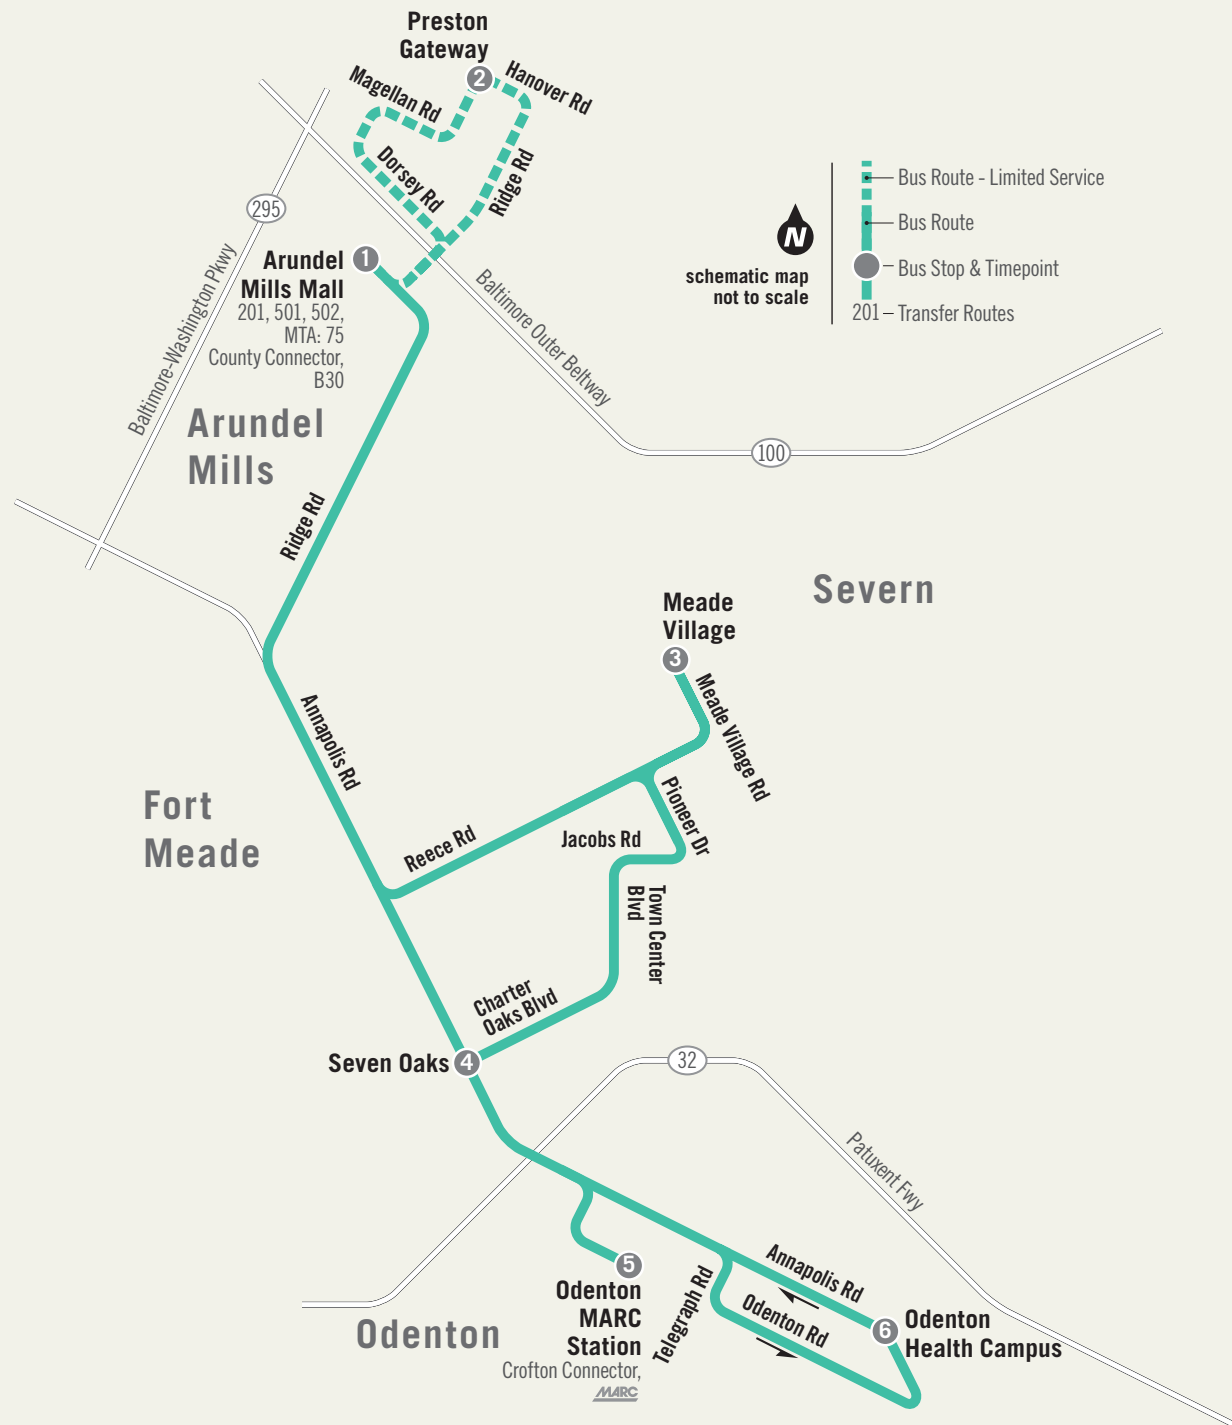 Preston
Gateway
2
Hanover Rd
Magellan Rd
Dorsey Rd
Ridge Rd
295
Baltimore-Washington Pkwy
1
Arundel
Mills Mall
201, 501, 502,
MTA: 75
County Connector,
B30
Baltimore Outer Beltway
N
schematic map
not to scale
Bus Route - Limited Service
Bus Route
Bus Stop & Timepoint
201
Transfer Routes
Arundel
Mills
100
Ridge Rd
Severn
Meade
Village
3
Meade Village Rd
Annapolis Rd
Fort
Meade
Reece Rd
Pioneer Dr
Jacobs Rd
Town Center
Blvd
Charter
Oaks Blvd
Seven Oaks
4
32
Patuxent Fwy
5
Odenton
MARC
Station
Crofton Connector,
MARC
Odenton
Telegraph Rd
Annapolis Rd
Odenton Rd
6
Odenton
Health Campus